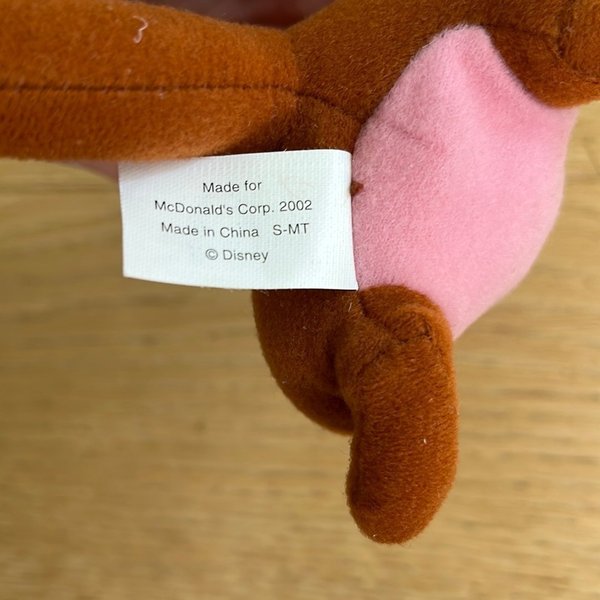 Made for
McDonald's Corp. 2002
Made in China S-MT
© Disney